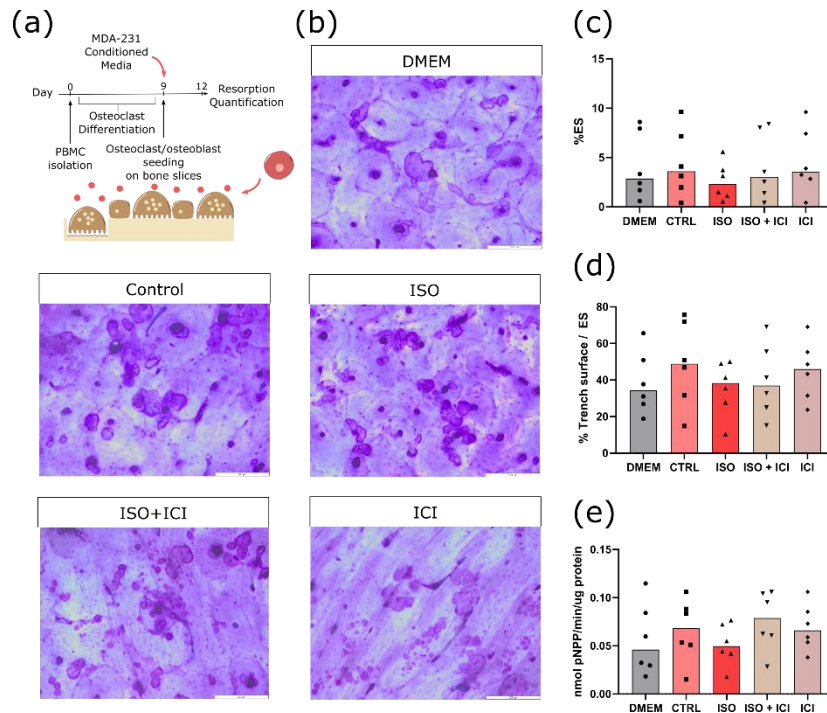 (a)
MDA-231
Conditioned
Media
Day
0
9
12
Resorption
Quantification
Osteoclast
Differentiation
PBMC
isolation
Osteoclast/osteoblast
seeding
on bone slices
(b)
DMEM
Control
ISO
ISO+ICI
ICI
(c)
%ES
15
10
5
0
DMEM
CTRL
ISO
ISO + ICI
ICI
(d)
% Trench surface / ES
80
60
40
20
0
DMEM
CTRL
ISO
ISO + ICI
ICI
(e)
nmol pNPP/min/ug protein
0.15
0.10
0.05
0.00
DMEM
CTRL
ISO
ISO + ICI
ICI